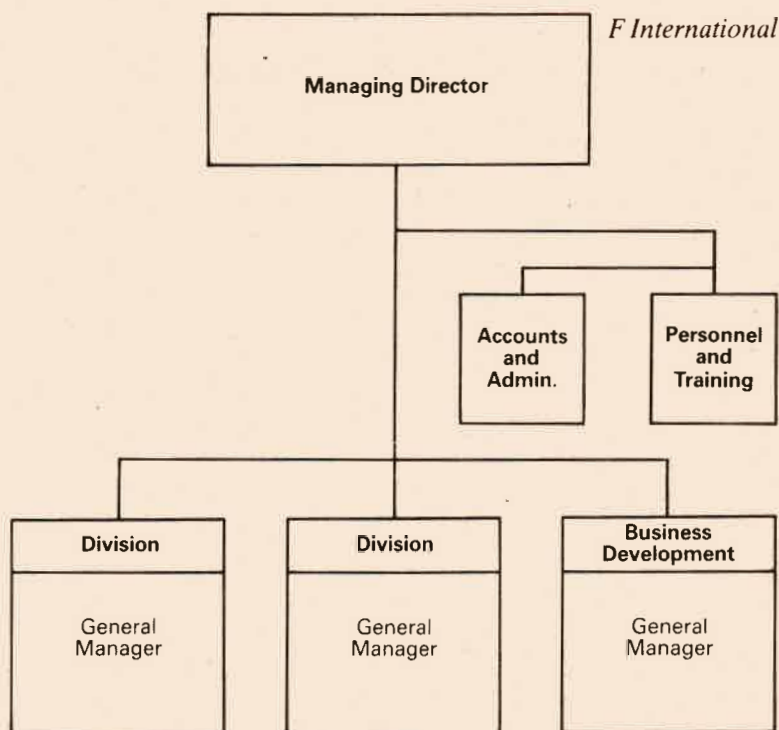 F International
Managing Director
Accounts
and
Admin.
Personnel
and
Training
Division
General
Manager
Division
General
Manager
Business
Development
General
Manager